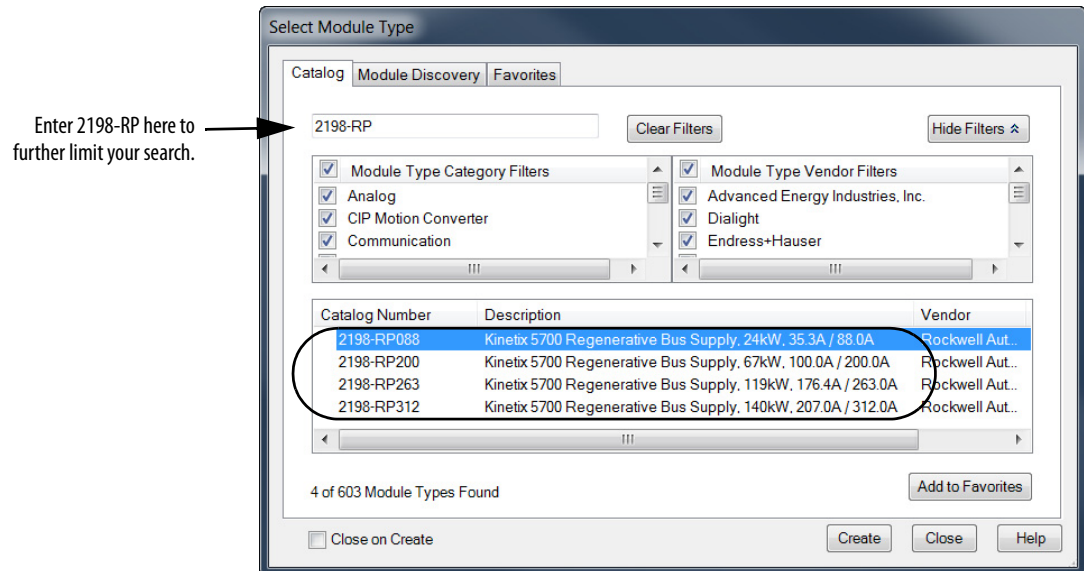 Select Module Type
Catalog
Module Discovery
Favorites
Enter 2198-RP here to
further limit your search.
2198-RP
Clear Filters
Hide Filters
Module Type Category Filters
Analog
CIP Motion Converter
Communication
Module Type Vendor Filters
Advanced Energy Industries, Inc.
Dialight
Endress+Hauser
Catalog Number Description Vendor
2198-RP088 Kinetix 5700 Regenerative Bus Supply, 24kW, 35.3A / 88.0A Rockwell Aut...
2198-RP200 Kinetix 5700 Regenerative Bus Supply, 67kW, 100.0A / 200.0A Rockwell Aut...
2198-RP263 Kinetix 5700 Regenerative Bus Supply, 119kW, 176.4A / 263.0A Rockwell Aut...
2198-RP312 Kinetix 5700 Regenerative Bus Supply, 140kW, 207.0A / 312.0A Rockwell Aut...
4 of 603 Module Types Found
Add to Favorites
Close on Create
Create
Close
Help